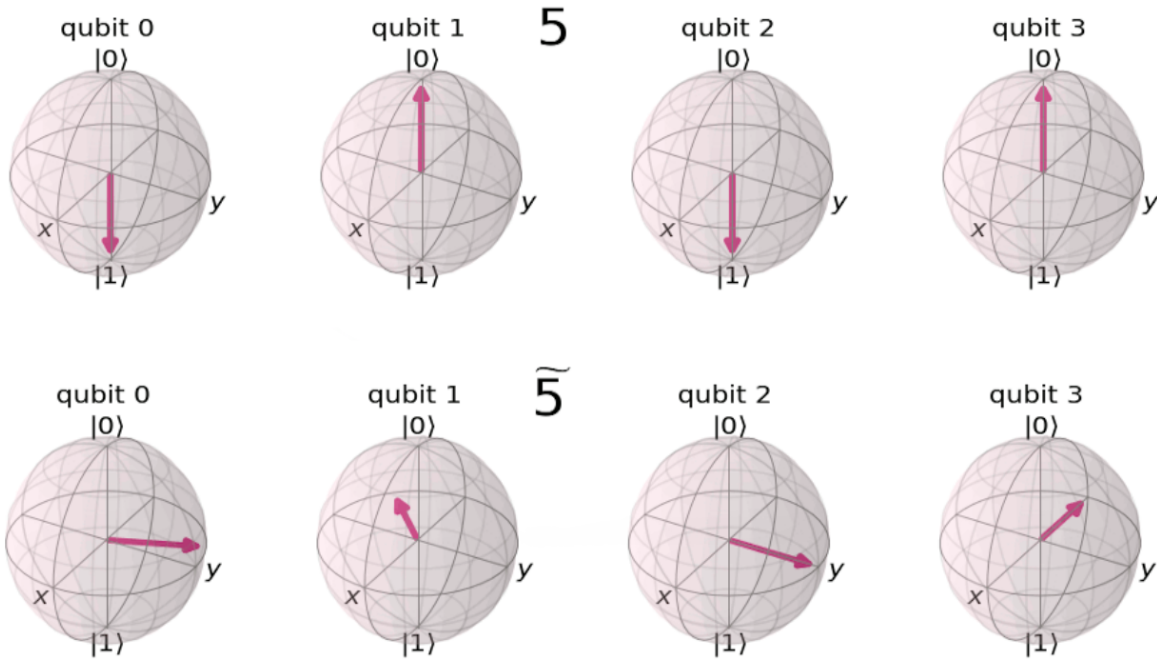 qubit 0 qubit 1 5 qubit 2 qubit 3
|0⟩ |0⟩ |0⟩ |0⟩
x y x y x y x y
|1⟩ |1⟩ |1⟩ |1⟩
qubit 0 qubit 1 5̃ qubit 2 qubit 3
|0⟩ |0⟩ |0⟩ |0⟩
x y x y x y x y
|1⟩ |1⟩ |1⟩ |1⟩